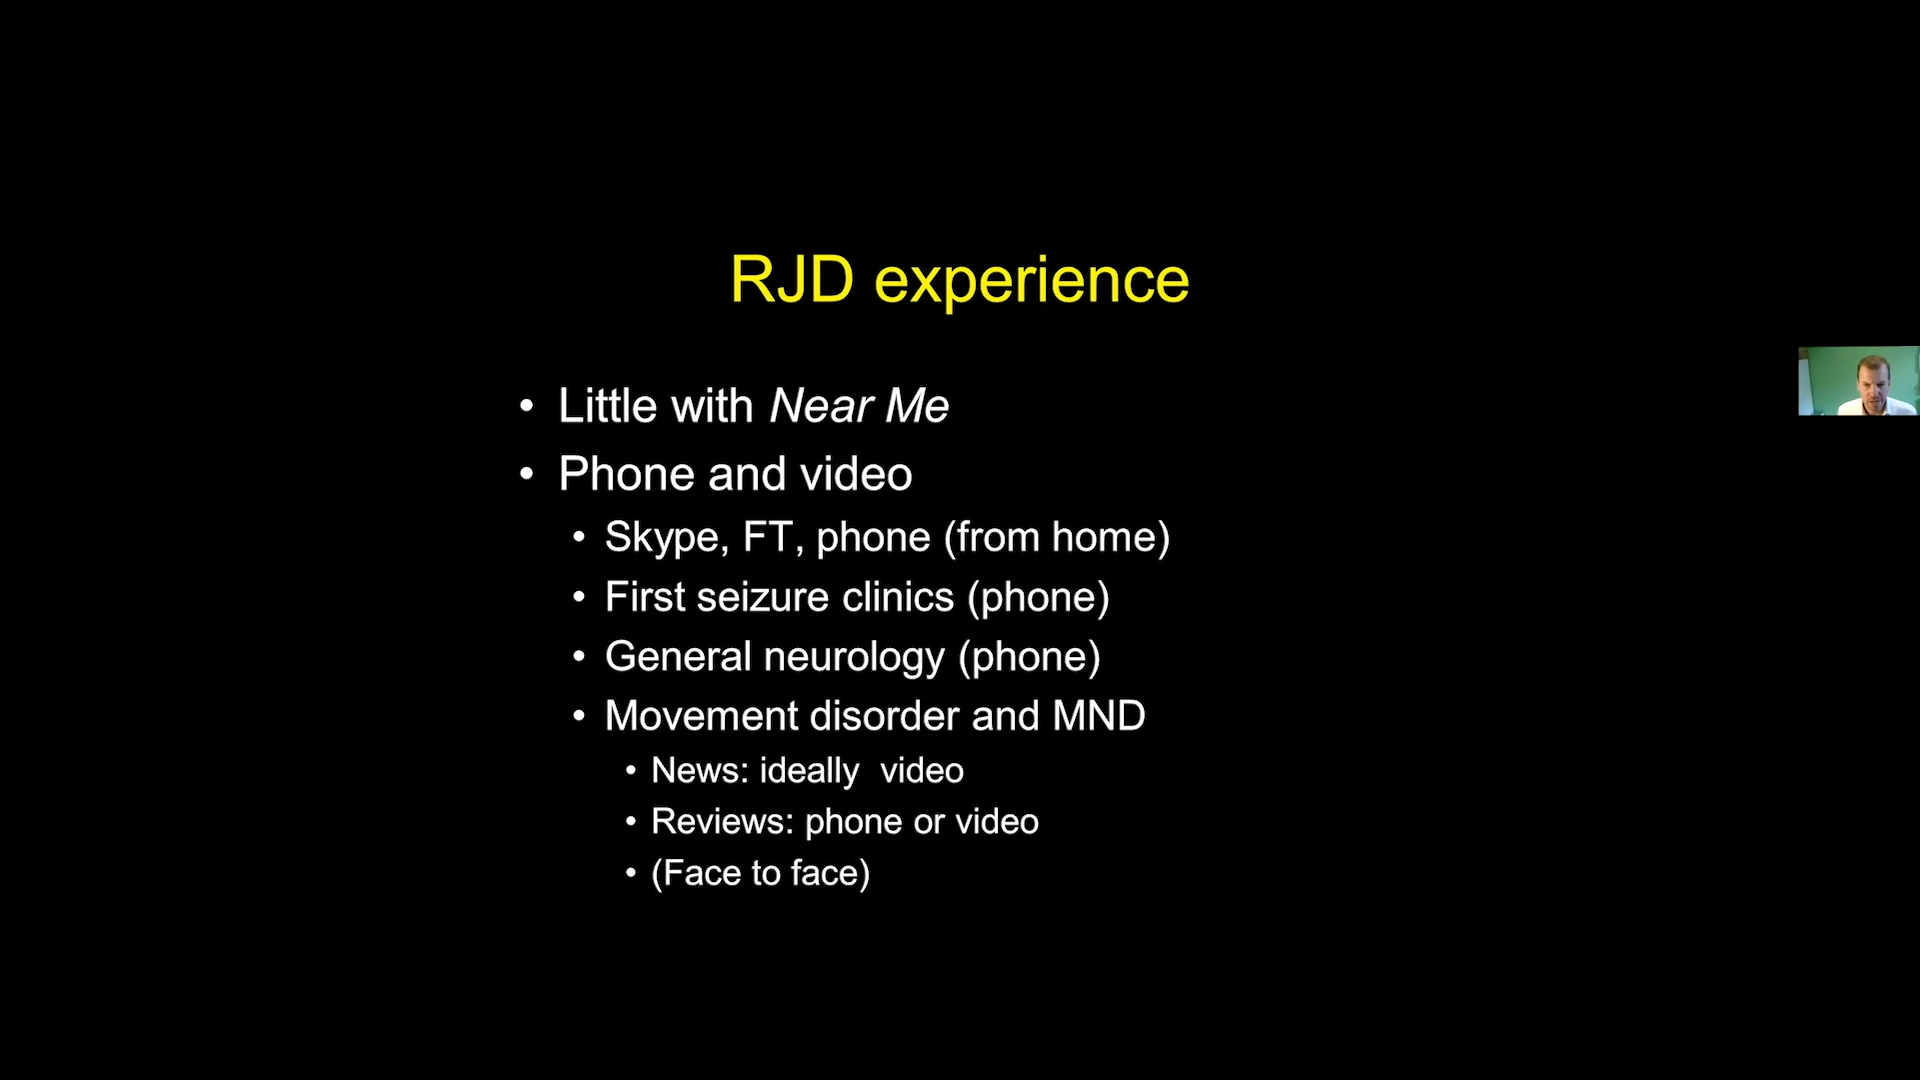 RJD experience
• Little with Near Me
• Phone and video
• Skype, FT, phone (from home)
• First seizure clinics (phone)
• General neurology (phone)
• Movement disorder and MND
• News: ideally  video
• Reviews: phone or video
• (Face to face)